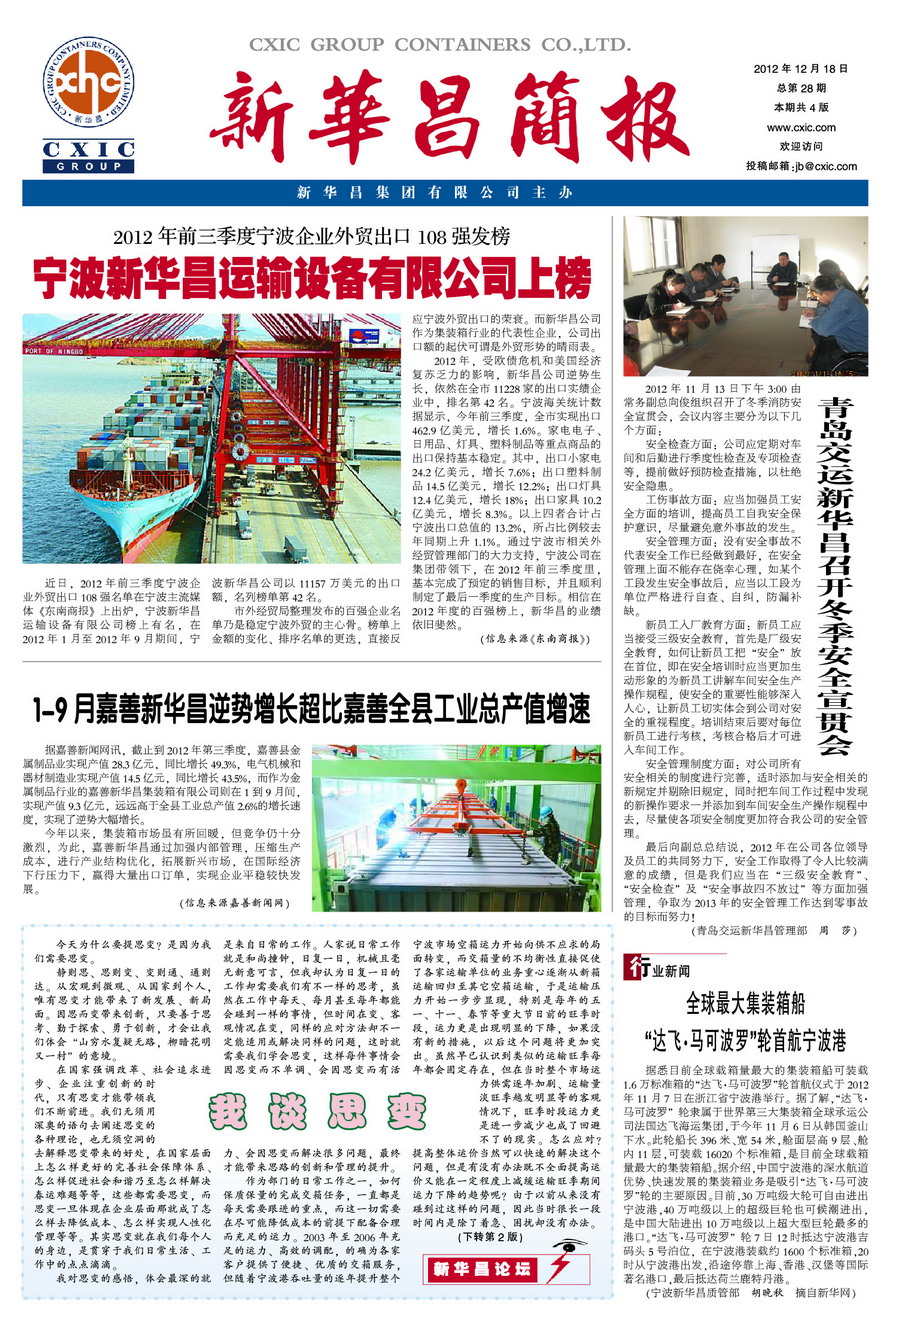 CXIC GROUP CONTAINERS CO.,LTD.
CXIC GROUP CONTAINERS COMPANY LIMITED
xhc
新华昌
CXIC
GROUP
新華昌簡报
2012 年 12 月 18 日
总第 28 期
本期共 4 版
www.cxic.com
欢迎访问
投稿邮箱:jb@cxic.com
新华昌集团有限公司主办
2012 年前三季度宁波企业外贸出口 108 强发榜
宁波新华昌运输设备有限公司上榜
PORT OF NINGBO
近日，2012 年前三季度宁波企
业外贸出口 108 强名单在宁波主流媒
体《东南商报》上出炉，宁波新华昌
运输设备有限公司榜上有名，在
2012 年 1 月至 2012 年 9 月期间，宁
波新华昌公司以 11157 万美元的出口
额，名列榜单第 42 名。
市外经贸局整理发布的百强企业名
单乃是稳定宁波外贸的主心骨。榜单上
金额的变化、排序名单的更迭，直接反
应宁波外贸出口的荣衰。而新华昌公司
作为集装箱行业的代表性企业，公司出
口额的起伏可谓是外贸形势的晴雨表。
2012 年，受欧债危机和美国经济
复苏乏力的影响，新华昌公司逆势生
长，依然在全市 11228 家的出口实绩企
业中，排名第 42 名。宁波海关统计数
据显示，今年前三季度，全市实现出口
462.9 亿美元，增长 1.6%。家电电子、
日用品、灯具、塑料制品等重点商品的
出口保持基本稳定。其中，出口小家电
24.2 亿美元，增长 7.6%；出口塑料制
品 14.5 亿美元，增长 12.2%；出口灯具
12.4 亿美元，增长 18%；出口家具 10.2
亿美元，增长 8.3%。以上四者合计占
宁波出口总值的 13.2%，所占比例较去
年同期上升 1.1%。通过宁波市相关外
经贸管理部门的大力支持，宁波公司在
集团带领下，在 2012 年前三季度里，
基本完成了预定的销售目标，并且顺利
制定了最后一季度的生产目标。相信在
2012 年度的百强榜上，新华昌的业绩
依旧斐然。
(信息来源《东南商报》)
1-9 月嘉善新华昌逆势增长超比嘉善全县工业总产值增速
据嘉善新闻网讯，截止到 2012 年第三季度，嘉善县金
属制品业实现产值 28.3 亿元，同比增长 49.3%，电气机械和
器材制造业实现产值 14.5 亿元，同比增长 43.5%，而作为金
属制品行业的嘉善新华昌集装箱有限公司则在 1 到 9 月间，
实现产值 9.3 亿元，远远高于全县工业总产值 2.6%的增长速
度，实现了逆势大幅增长。
今年以来，集装箱市场虽有所回暖，但竞争仍十分
激烈，为此，嘉善新华昌通过加强内部管理，压缩生产
成本，进行产业结构优化，拓展新兴市场，在国际经济
下行压力下，赢得大量出口订单，实现企业平稳较快发
展。
(信息来源嘉善新闻网)
青岛交运新华昌召开冬季安全宣贯会
2012 年 11 月 13 日下午 3:00 由
常务副总向俊组织召开了冬季消防安
全宣贯会，会议内容主要分为以下几
个方面：
安全检查方面：公司应定期对车
间和后勤进行季度性检查及专项检查
等，提前做好预防检查措施，以杜绝
安全隐患。
工伤事故方面：应当加强员工安
全方面的培训，提高员工自我安全保
护意识，尽量避免意外事故的发生。
安全管理方面：没有安全事故不
代表安全工作已经做到最好，在安全
管理上面不能存在侥幸心理，如某个
工段发生安全事故后，应当以工段为
单位严格进行自查、自纠，防漏补
缺。
新员工入厂教育方面：新员工应
当接受三级安全教育，首先是厂级安
全教育，如何让新员工把“安全”放
在首位，即在安全培训时应当更加生
动形象的为新员工讲解车间安全生产
操作规程，使安全的重要性能够深入
人心，让新员工切实体会到公司对安
全的重视程度。培训结束后要对每位
新员工进行考核，考核合格后才可进
入车间工作。
安全管理制度方面：对公司所有
安全相关的制度进行完善，适时添加与安全相关的
新规定并剔除旧规定，同时把车间工作过程中发现
的新操作要求一并添加到车间安全生产操作规程中
去，尽量使各项安全制度更加符合我公司的安全管
理。
最后向副总总结说，2012 年在公司各位领导
及员工的共同努力下，安全工作取得了令人比较满
意的成绩，但是我们应当在“三级安全教育”、
“安全检查”及“安全事故四不放过”等方面加强
管理，争取为 2013 年的安全管理工作达到零事故
的目标而努力！
(青岛交运新华昌管理部 周 莎)
行业新闻
全球最大集装箱船
“达飞·马可波罗”轮首航宁波港
据悉目前全球载箱量最大的集装箱船可装载
1.6 万标准箱的“达飞·马可波罗”轮首航仪式于 2012
年 11 月 7 日在浙江省宁波港举行。据了解，“达飞·
马可波罗”轮隶属于世界第三大集装箱全球承运公
司法国达飞海运集团，于今年 11 月 6 日从韩国釜山
下水。此轮船长 396 米、宽 54 米，舱面层高 9 层、舱
内 11 层，可装载 16020 个标准箱，是目前全球载箱
量最大的集装箱船。据介绍，中国宁波港的深水航道
优势、快速发展的集装箱业务是吸引“达飞·马可波
罗”轮的主要原因。目前，30 万吨级大轮可自由进出
宁波港，40 万吨级以上的超级巨轮也可候潮进出，
是中国大陆进出 10 万吨级以上超大型巨轮最多的
港口。“达飞·马可波罗”轮 7 日 12 时抵达宁波港吉
码头 5 号泊位，在宁波港装载约 1600 个标准箱，20
时从宁波港出发，沿途停靠上海、香港、汉堡等国际
著名港口，最后抵达荷兰鹿特丹港。
(宁波新华昌质管部 胡晚秋 摘自新华网)
我谈思变
今天为什么要提思变？是因为我
们需要思变。
静则思、思则变、变则通、通则
达。从宏观到微观、从国家到个人，
唯有思变才能带来了新发展、新局
面。因思而变带来创新，只要善于思
考、勤于探索、勇于创新，才会让我
们体会“山穷水复疑无路，柳暗花明
又一村”的意境。
在国家强调改革、社会追求进
步、企业注重创新的时
代，只有思变才能带领我
们不断前进。我们无须用
深奥的语句去阐述思变的
各种理论，也无须空洞的
去解释思变带来的好处，在国家层面
上怎么样更好的完善社会保障体系、
怎么样促进社会和谐乃至怎么样解决
春运难题等等，这些都需要思变，而
思变一旦体现在企业层面那就成了怎
么样去降低成本、怎么样实现人性化
管理等等。其实思变就在我们每个人
的身边，是贯穿于我们日常生活、工
作中的点点滴滴。
我对思变的感悟，体会最深的就
是来自日常的工作。人家说日常工作
就是和尚撞钟，日复一日，机械且毫
无新意可言，但我却认为日复一日的
工作却需要我们有不一样的思考，虽
然在工作中每天、每月甚至每年都能
会碰到一样的事情，但时间在变、客
观情况在变，同样的应对方法却不一
定能适用或解决同样的问题，这时就
需要我们学会思变，这样每件事情会
因思变而不单调、会因思变而有活
力、会因思变而解决很多问题，最终
才能带来思路的创新和管理的提升。
作为部门的日常工作之一，如何
保质保量的完成交箱任务，一直都是
每天需要跟进的重点，而这一切需要
在尽可能降低成本的前提下配备合理
而充足的运力。2003 年至 2006 年充
足的运力、高效的调配，的确为各家
客户提供了便捷、优质的交箱服务，
但随着宁波港吞吐量的逐年提升整个
宁波市场空箱运力开始向供不应求的局
面转变，而交箱量的不均衡性直接促使
了各家运输单位的业务重心逐渐从新箱
运输回归至其它空箱运输，于是运输压
力开始一步步显现，特别是每年的五
一、十一、春节等重大节日前的旺季时
段，运力更是出现明显的下降，如果没
有新的措施，以后这个问题将更加突
出。虽然早已认识到类似的运输旺季每
年都会固定存在，但在当时整个市场运
力供需逐年加剧、运输量
淡旺季越发明显等的客观
情况下，旺季时段运力更
是进一步减少也成了回避
不了的现实。怎么应对？
提高整体运价当然可以快速的解决这个
问题，但是有没有办法既不全面提高运
价又能在一定程度上减缓运输旺季期间
运力下降的趋势呢？由于以前从来没有
碰到过这样的问题，因此当时很长一段
时间内是除了着急、困扰却没有办法。
(下转第 2 版)
新华昌论坛